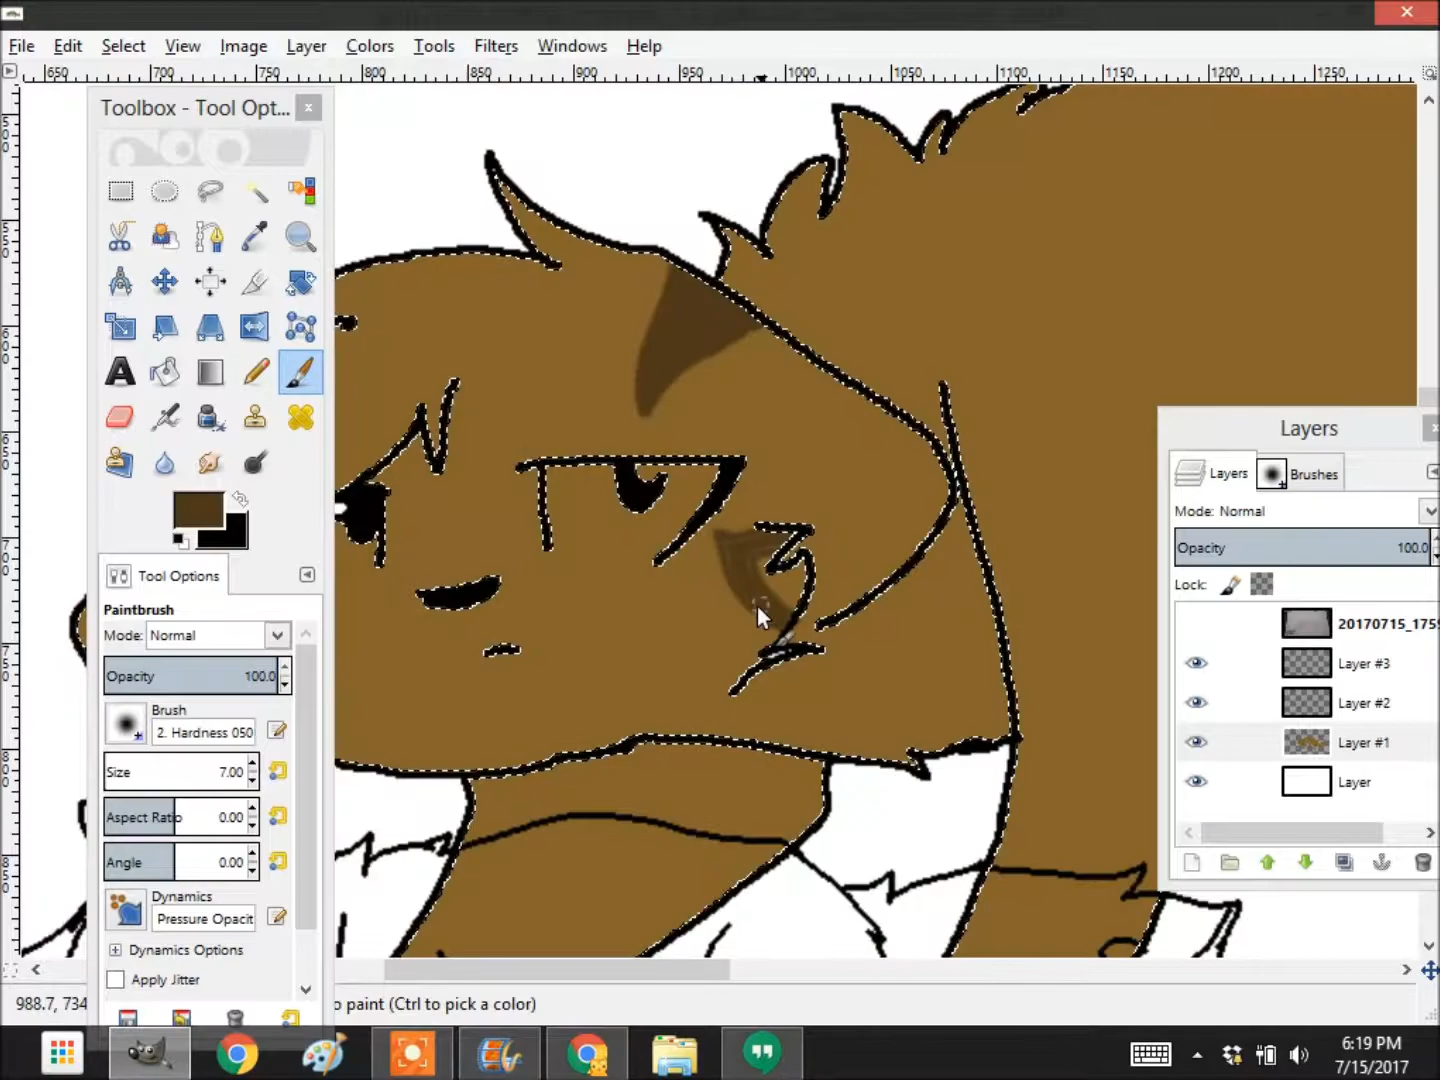 File Edit Select View Image Layer Colors Tools Filters Windows Help
650 700 750 800 850 900 950 1000 1050 1100 1150 1200 1250
Toolbox - Tool Opt...
Layers
Layers Brushes
Mode: Normal
Opacity 100.0
Lock:
20170715_175
Layer #3
Layer #2
Layer #1
Layer
Tool Options
Paintbrush
Mode: Normal
Opacity 100.0
Brush
2. Hardness 050
Size 7.00
Aspect Ratio 0.00
Angle 0.00
Dynamics
Pressure Opacit
Dynamics Options
Apply Jitter
988.7, 734 o paint (Ctrl to pick a color)
6:19 PM
7/15/2017